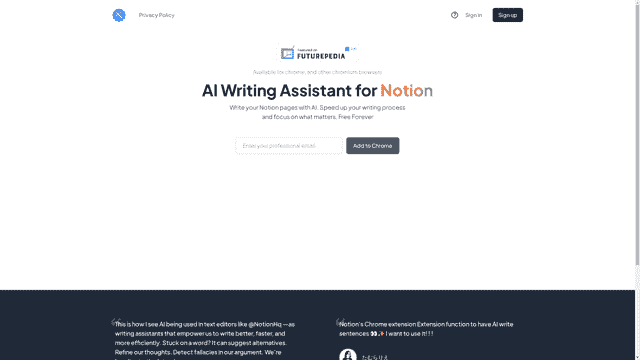 Privacy Policy
Sign in
Sign up
FUTUREPEDIA
Available for chrome, and other chromium browsers
AI Writing Assistant for Notion
Write your Notion pages with AI. Speed up your writing process
and focus on what matters. Free Forever
Enter your professional email
Add to Chrome
This is how I see AI being used in text editors like @NotionHq —as
writing assistants that empower us to write better, faster, and
more efficiently. Stuck on a word? It can suggest alternatives.
Refine our thoughts. Detect fallacies in our argument. We're
Notion's Chrome extension Extension function to have AI write
sentences 👀✨ I want to use it!!!
たむらりえ